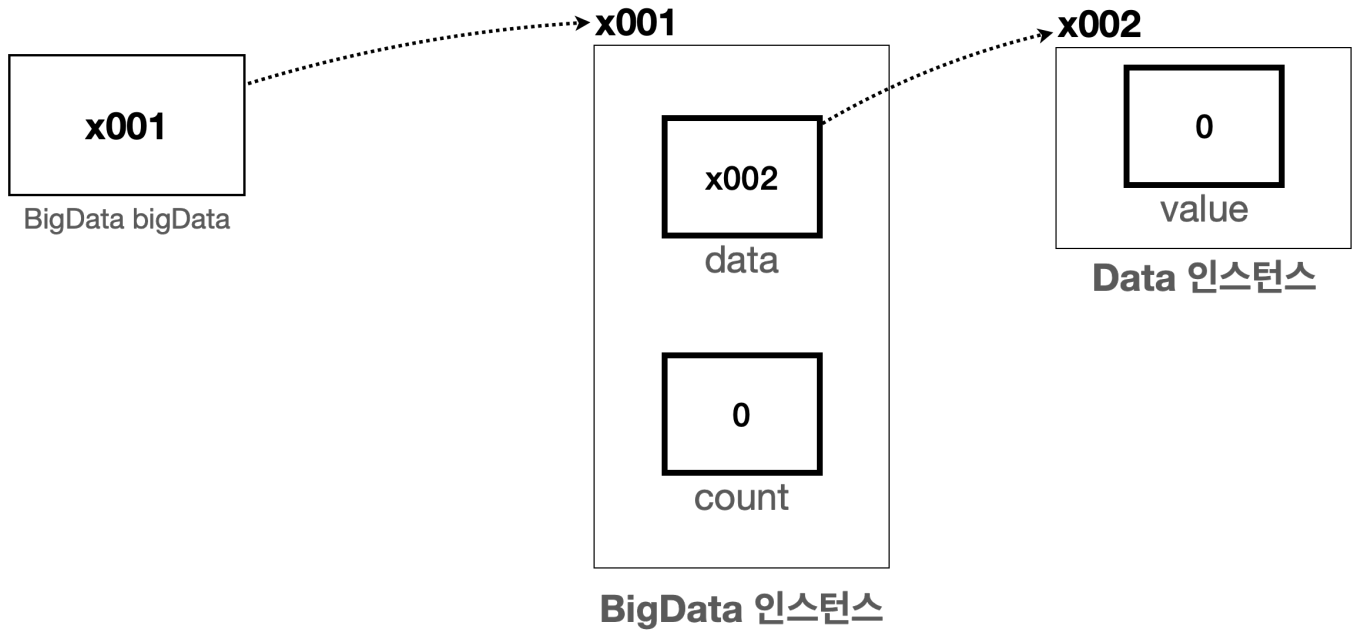 x001
BigData bigData
x001
x002
data
0
count
BigData 인스턴스
x002
0
value
Data 인스턴스